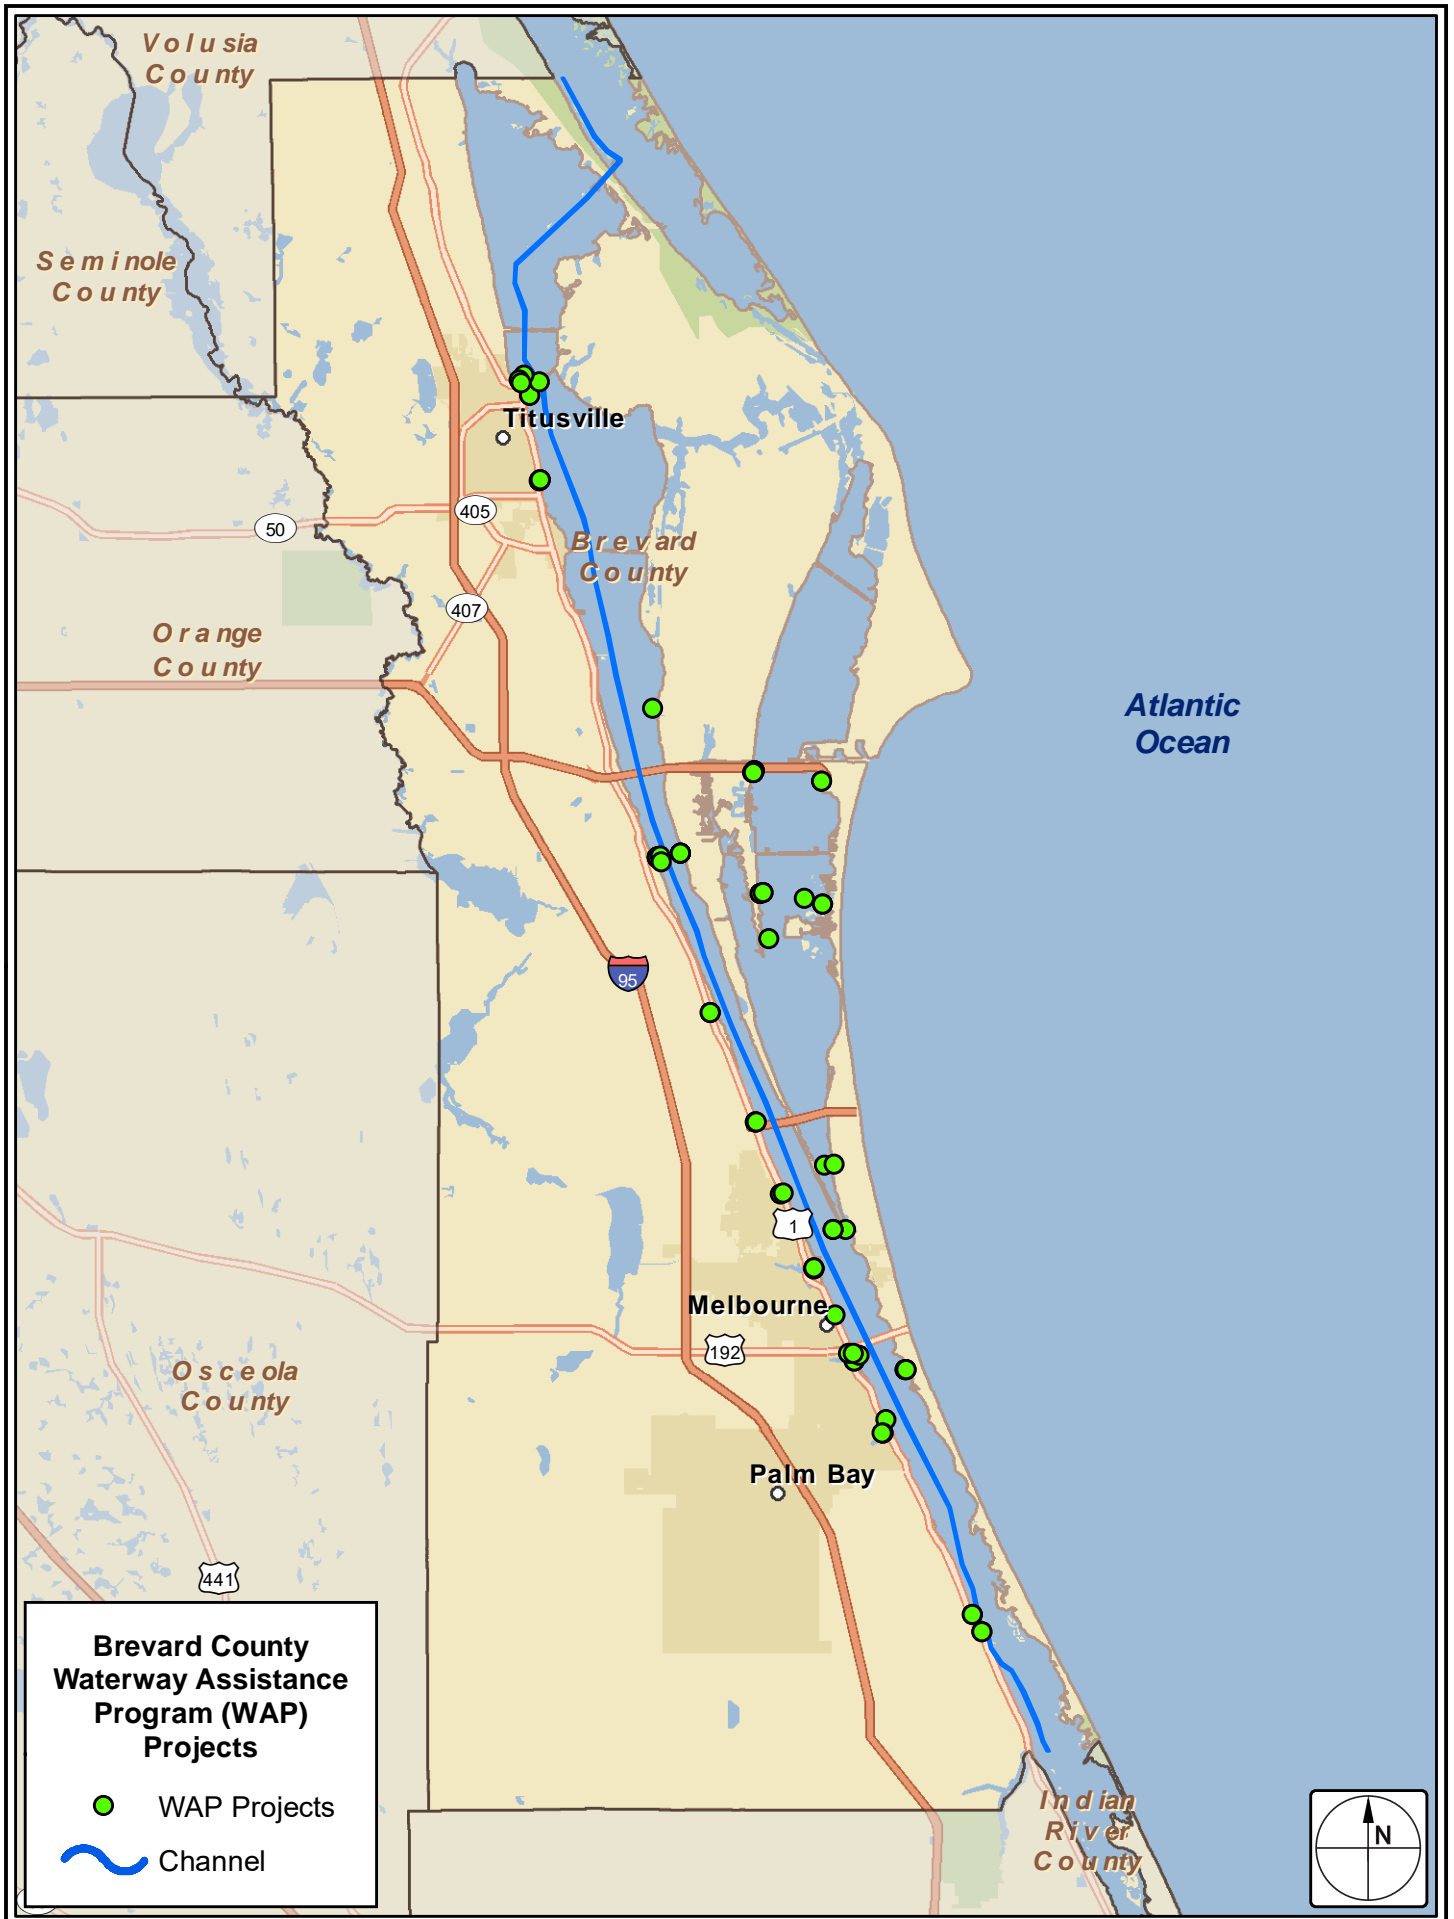 Volusia
County
Seminole
County
Titusville
50
405
Brevard
County
407
Orange
County
Atlantic
Ocean
95
1
Melbourne
192
Osceola
County
Palm Bay
441
Brevard County
Waterway Assistance
Program (WAP)
Projects
WAP Projects
Channel
Indian
River
County
N